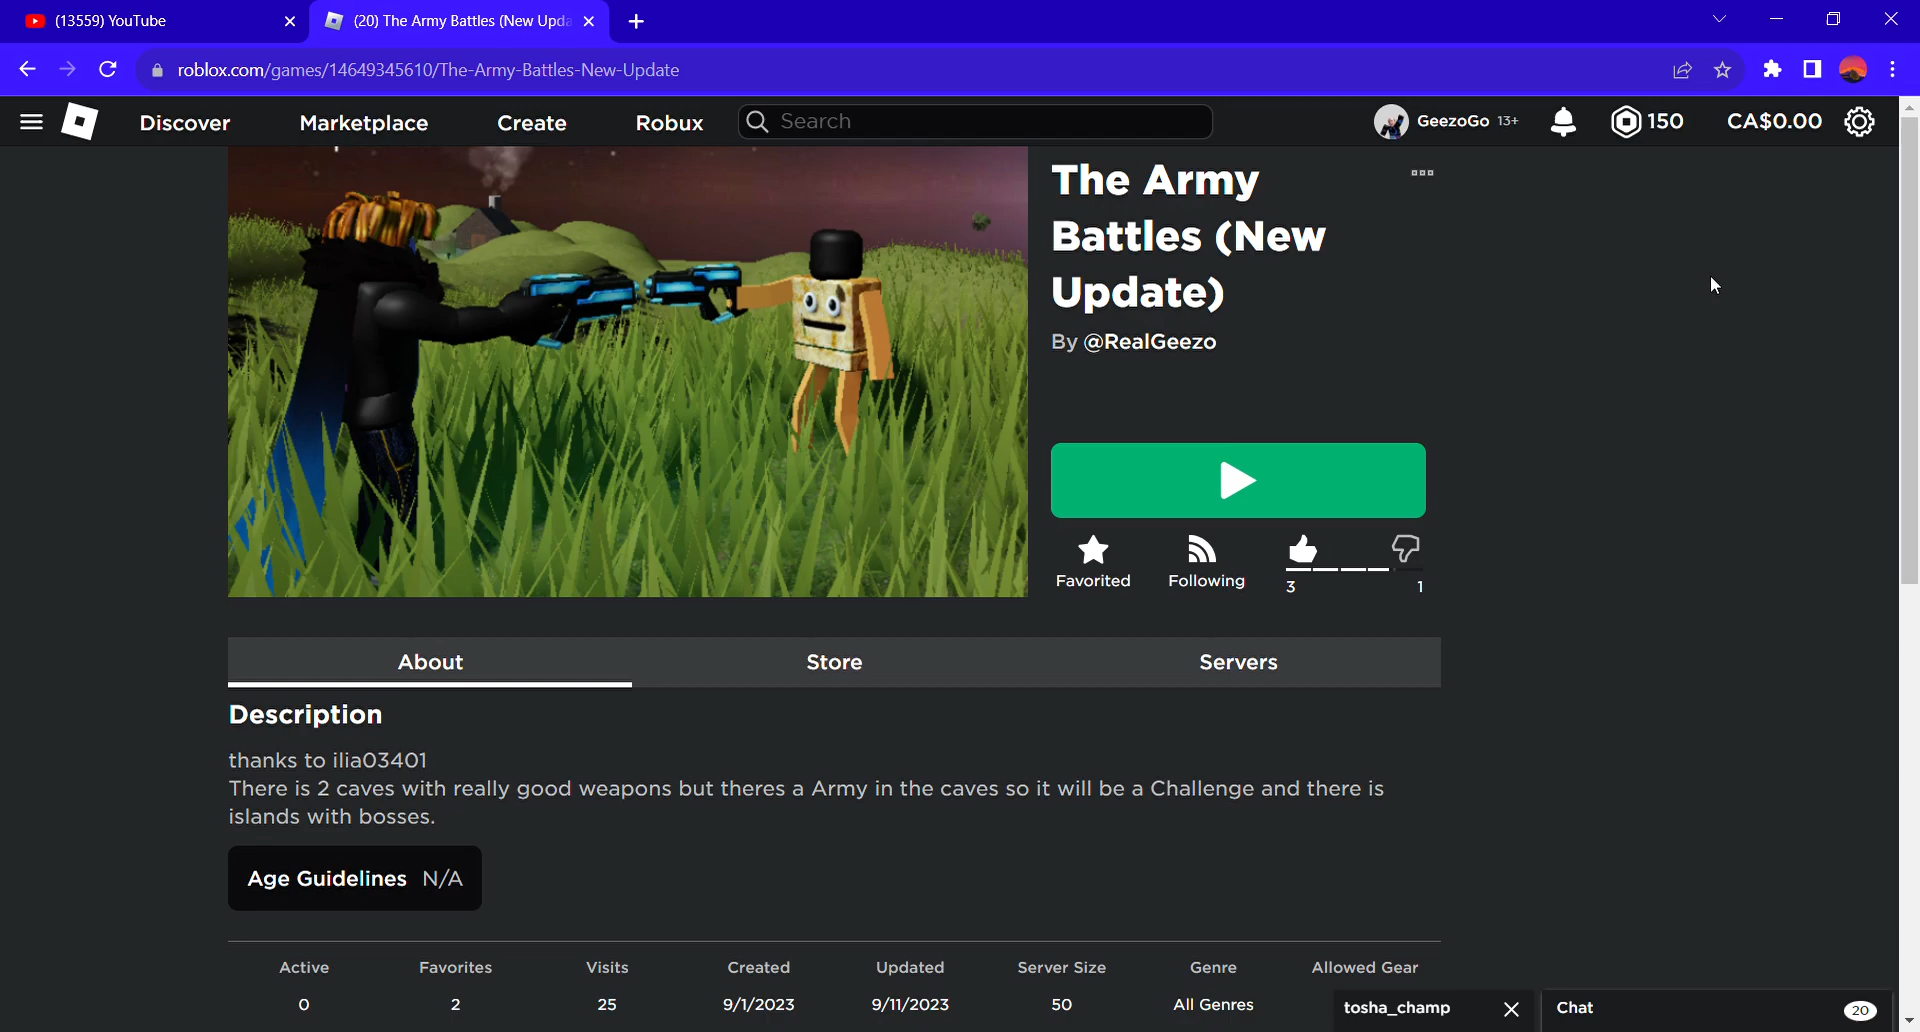 (13559) YouTube
(20) The Army Battles (New Upda
roblox.com/games/14649345610/The-Army-Battles-New-Update
Discover Marketplace Create Robux Search GeezoGo 13+ 150 CA$0.00
The Army
Battles (New
Update)
By @RealGeezo
Favorited Following 3 1
About Store Servers
Description
thanks to ilia03401
There is 2 caves with really good weapons but theres a Army in the caves so it will be a Challenge and there is
islands with bosses.
Age Guidelines N/A
Active Favorites Visits Created Updated Server Size Genre Allowed Gear
0 2 25 9/1/2023 9/11/2023 50 All Genres
tosha_champ Chat 20